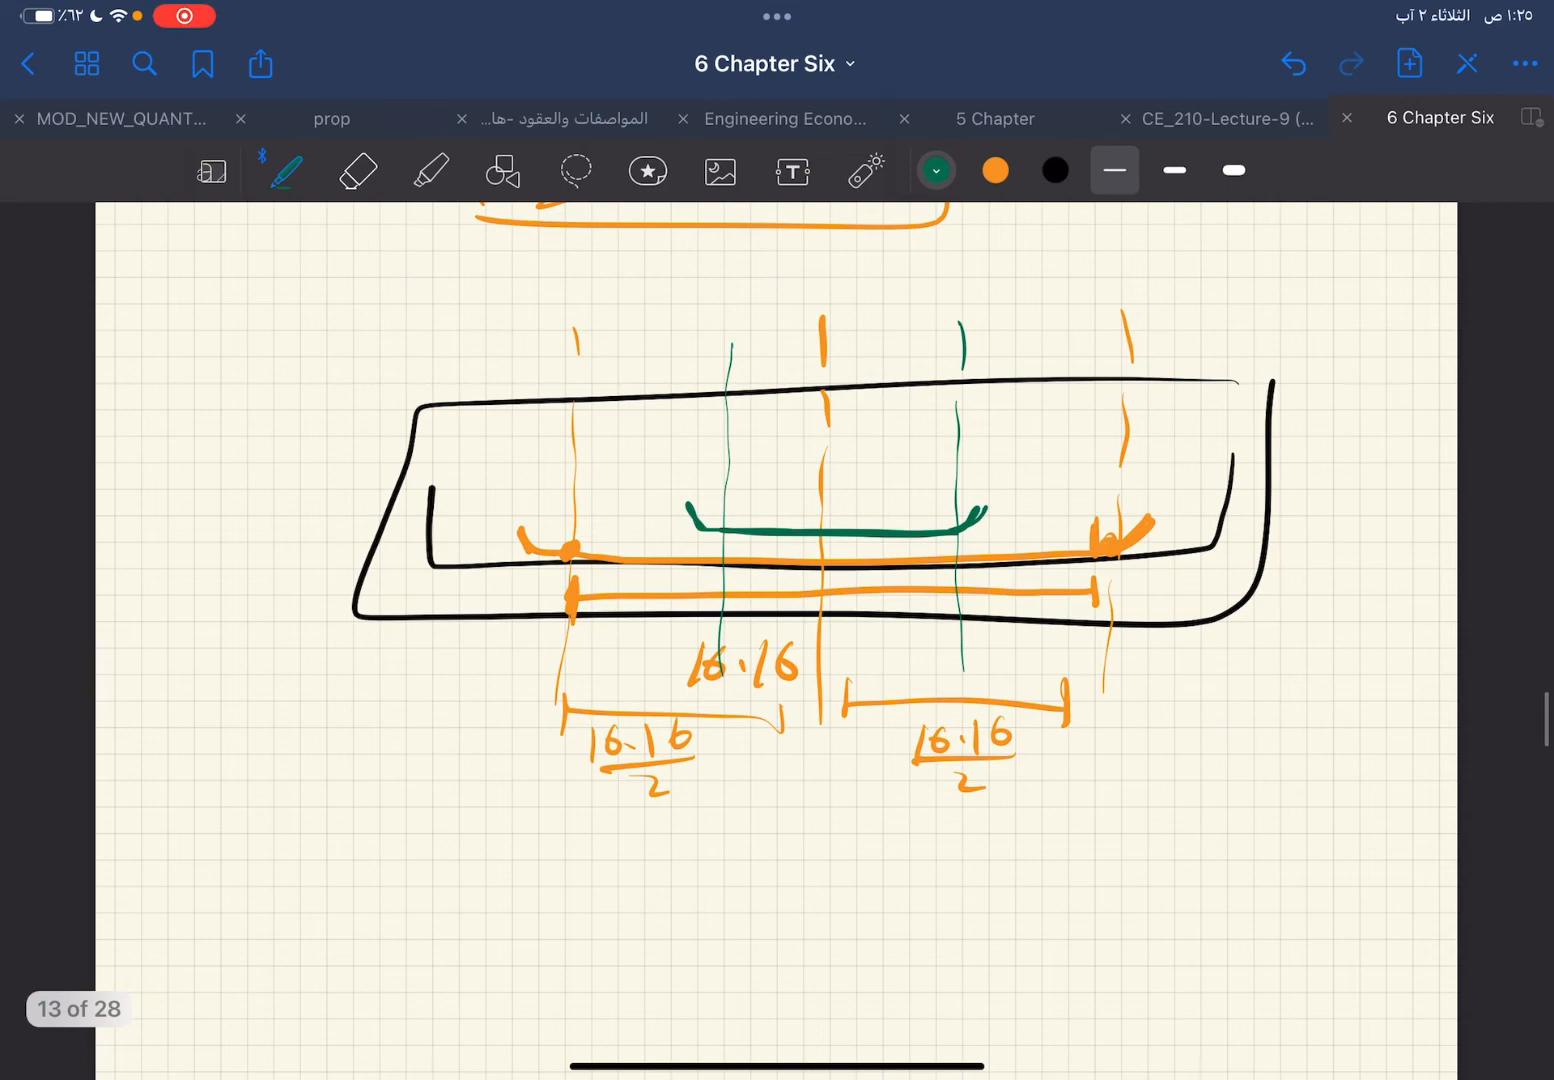 ٪٦٢
١:٢٥ ص الثلاثاء ٢ آب
6 Chapter Six
MOD_NEW_QUANT...
prop
المواصفات والعقود -ها...
Engineering Econo...
5 Chapter
CE_210-Lecture-9 (...
6 Chapter Six
16.16
16.16
2
16.16
2
13 of 28